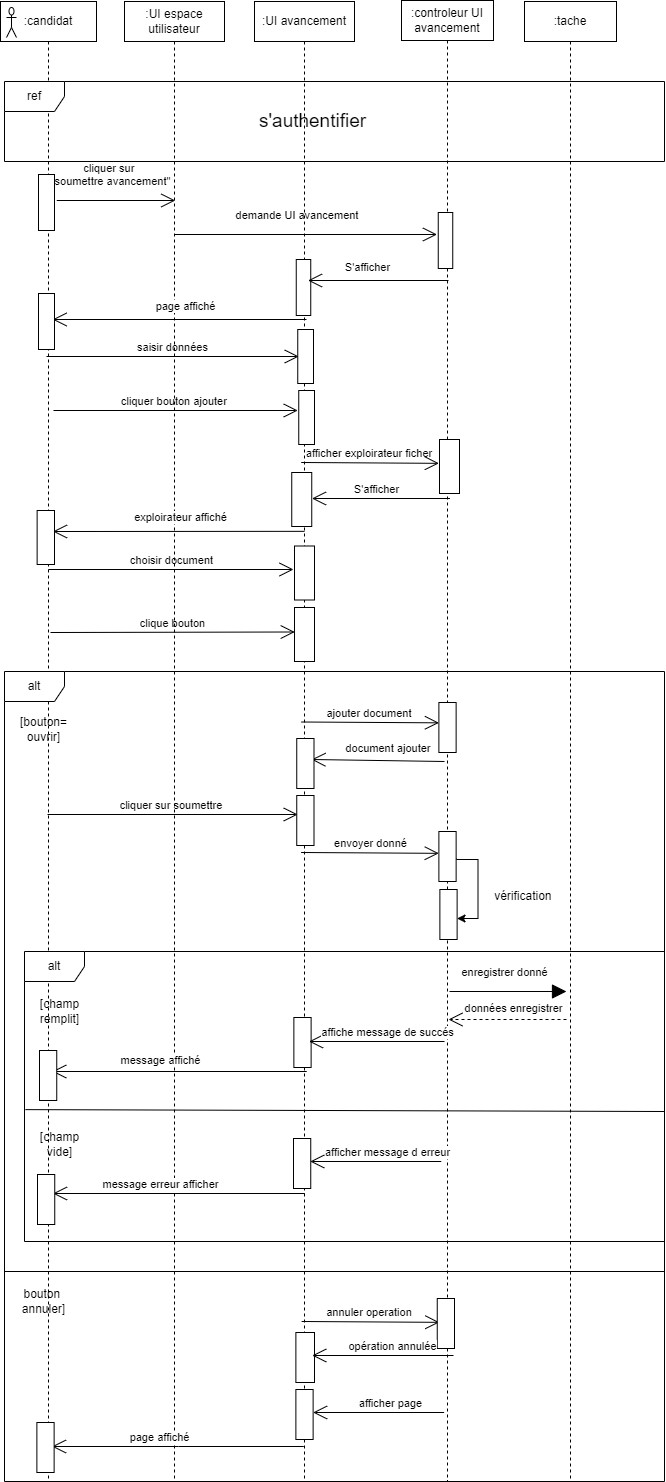 :candidat
:UI espace
utilisateur
:UI avancement
:controleur UI
avancement
:tache
ref
s'authentifier
cliquer sur
soumettre avancement"
demande UI avancement
S'afficher
page affiché
saisir données
cliquer bouton ajouter
afficher exploirateur ficher
S'afficher
exploirateur affiché
choisir document
clique bouton
alt
[bouton=
ouvrir]
ajouter document
document ajouter
cliquer sur soumettre
envoyer donné
vérification
alt
enregistrer donné
[champ
remplit]
données enregistrer
affiche message de succés
message affiché
[champ
vide]
afficher message d erreur
message erreur afficher
bouton
annuler]
annuler operation
opération annulée
afficher page
page affiché